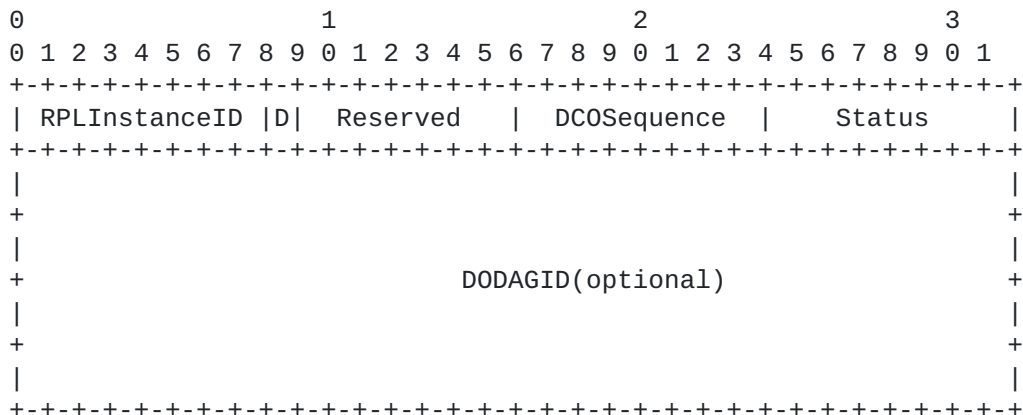 0                   1                   2                   3
0 1 2 3 4 5 6 7 8 9 0 1 2 3 4 5 6 7 8 9 0 1 2 3 4 5 6 7 8 9 0 1
+-+-+-+-+-+-+-+-+-+-+-+-+-+-+-+-+-+-+-+-+-+-+-+-+-+-+-+-+-+-+-+-+
| RPLInstanceID |D|  Reserved   |  DCOSequence  |    Status     |
+-+-+-+-+-+-+-+-+-+-+-+-+-+-+-+-+-+-+-+-+-+-+-+-+-+-+-+-+-+-+-+-+
|                                                               |
+                                                               +
|                                                               |
+                            DODAGID(optional)                  +
|                                                               |
+                                                               +
|                                                               |
+-+-+-+-+-+-+-+-+-+-+-+-+-+-+-+-+-+-+-+-+-+-+-+-+-+-+-+-+-+-+-+-+